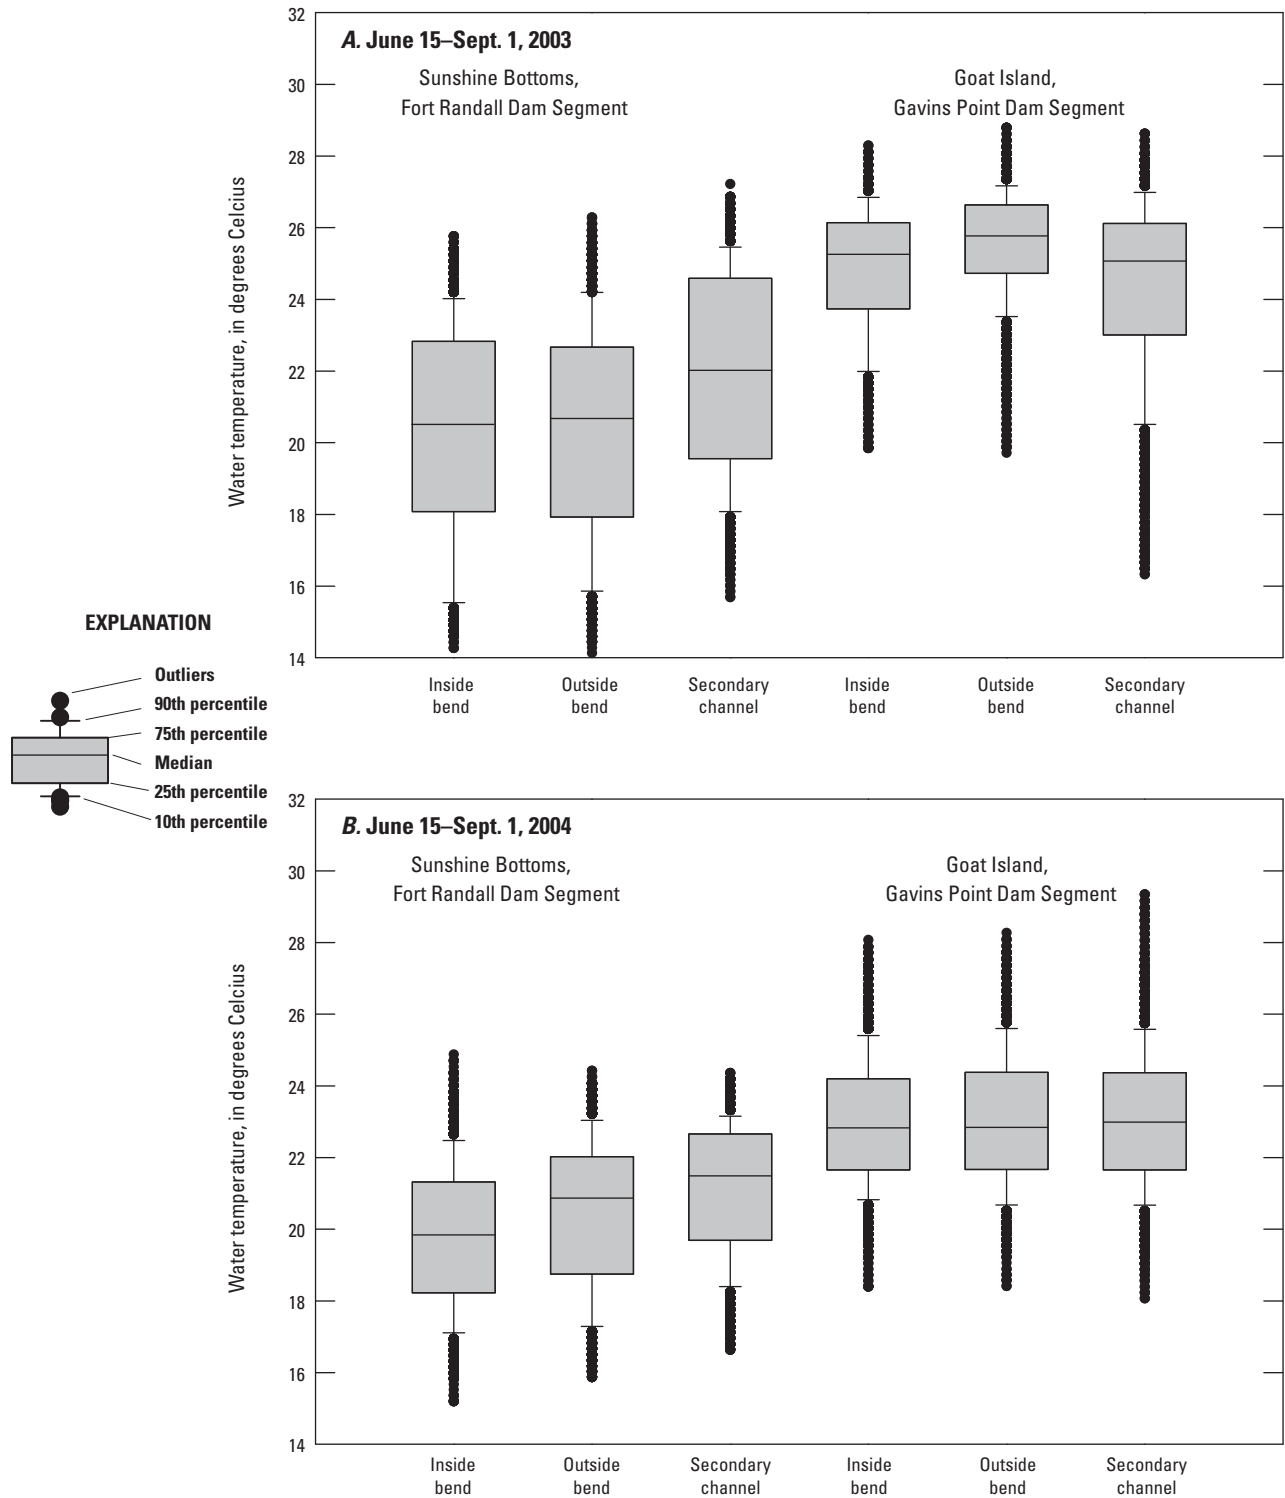 32
30
28
26
24
22
20
18
16
14
Water temperature, in degrees Celcius
A. June 15–Sept. 1, 2003
Sunshine Bottoms,
Fort Randall Dam Segment
Goat Island,
Gavins Point Dam Segment
Inside
bend
Outside
bend
Secondary
channel
Inside
bend
Outside
bend
Secondary
channel
EXPLANATION
Outliers
90th percentile
75th percentile
Median
25th percentile
10th percentile
32
30
28
26
24
22
20
18
16
14
Water temperature, in degrees Celcius
B. June 15–Sept. 1, 2004
Sunshine Bottoms,
Fort Randall Dam Segment
Goat Island,
Gavins Point Dam Segment
Inside
bend
Outside
bend
Secondary
channel
Inside
bend
Outside
bend
Secondary
channel